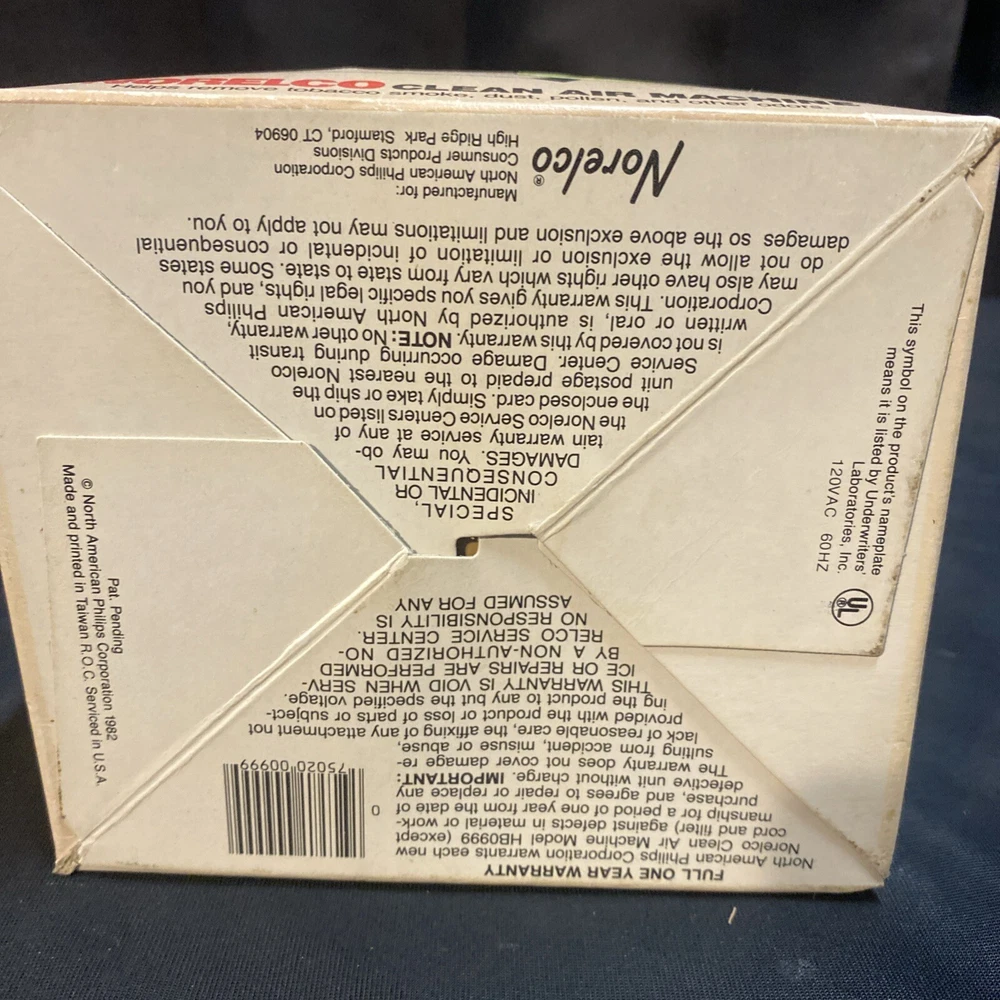 NORELCO CLEAN AIR MACHINE
Helps remove tobacco smoke, dust, pollen, and other odors
FULL ONE YEAR WARRANTY
North American Philips Corporation warrants each new
Norelco Clean Air Machine Model HB0999 (except
cord and filter) against defects in material or work-
manship for a period of one year from the date of
purchase, and agrees to repair or replace any
defective unit without charge. IMPORTANT:
The warranty does not cover damage re-
sulting from accident, misuse or abuse,
lack of reasonable care, the affixing of any attachment not
provided with the product or loss of parts or subject-
ing the product to any but the specified voltage.
THIS WARRANTY IS VOID WHEN SERV-
ICE OR REPAIRS ARE PERFORMED
BY A NON-AUTHORIZED NO-
RELCO SERVICE CENTER.
NO RESPONSIBILITY IS
ASSUMED FOR ANY
SPECIAL,
INCIDENTAL OR
CONSEQUENTIAL
DAMAGES. You may ob-
tain warranty service at any of
the Norelco Service Centers listed on
the enclosed card. Simply take or ship the
unit postage prepaid to the nearest Norelco
Service Center. Damage occurring during transit
is not covered by this warranty. NOTE: No other warranty,
written or oral, is authorized by North American Philips
Corporation. This warranty gives you specific legal rights, and you
may also have other rights which vary from state to state. Some states
do not allow the exclusion or limitation of incidental or consequential
damages so the above exclusion and limitations may not apply to you.
Norelco®
Manufactured for:
North American Philips Corporation
Consumer Products Divisions
High Ridge Park Stamford, CT 06904
0
75020 00999
This symbol on the product's nameplate
means it is listed by Underwriters'
Laboratories, Inc.
120VAC 60HZ
UL
®
Pat. Pending
© North American Philips Corporation 1982
Made and printed in Taiwan R.O.C. Serviced in U.S.A.